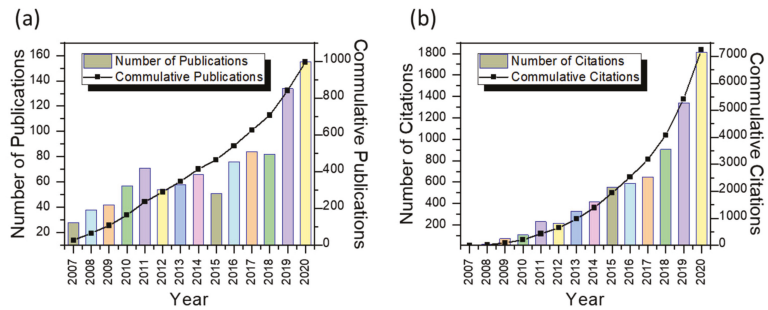 (a)
Number of Publications
Commulative Publications
160
140
120
100
80
60
40
20
Number of Publications
1000
800
600
400
200
0
Commulative Publications
2007 2008 2009 2010 2011 2012 2013 2014 2015 2016 2017 2018 2019 2020
Year
(b)
Number of Citations
Commulative Citations
1800
1600
1400
1200
1000
800
600
400
200
Number of Citations
7000
6000
5000
4000
3000
2000
1000
0
Commulative Citations
2007 2008 2009 2010 2011 2012 2013 2014 2015 2016 2017 2018 2019 2020
Year